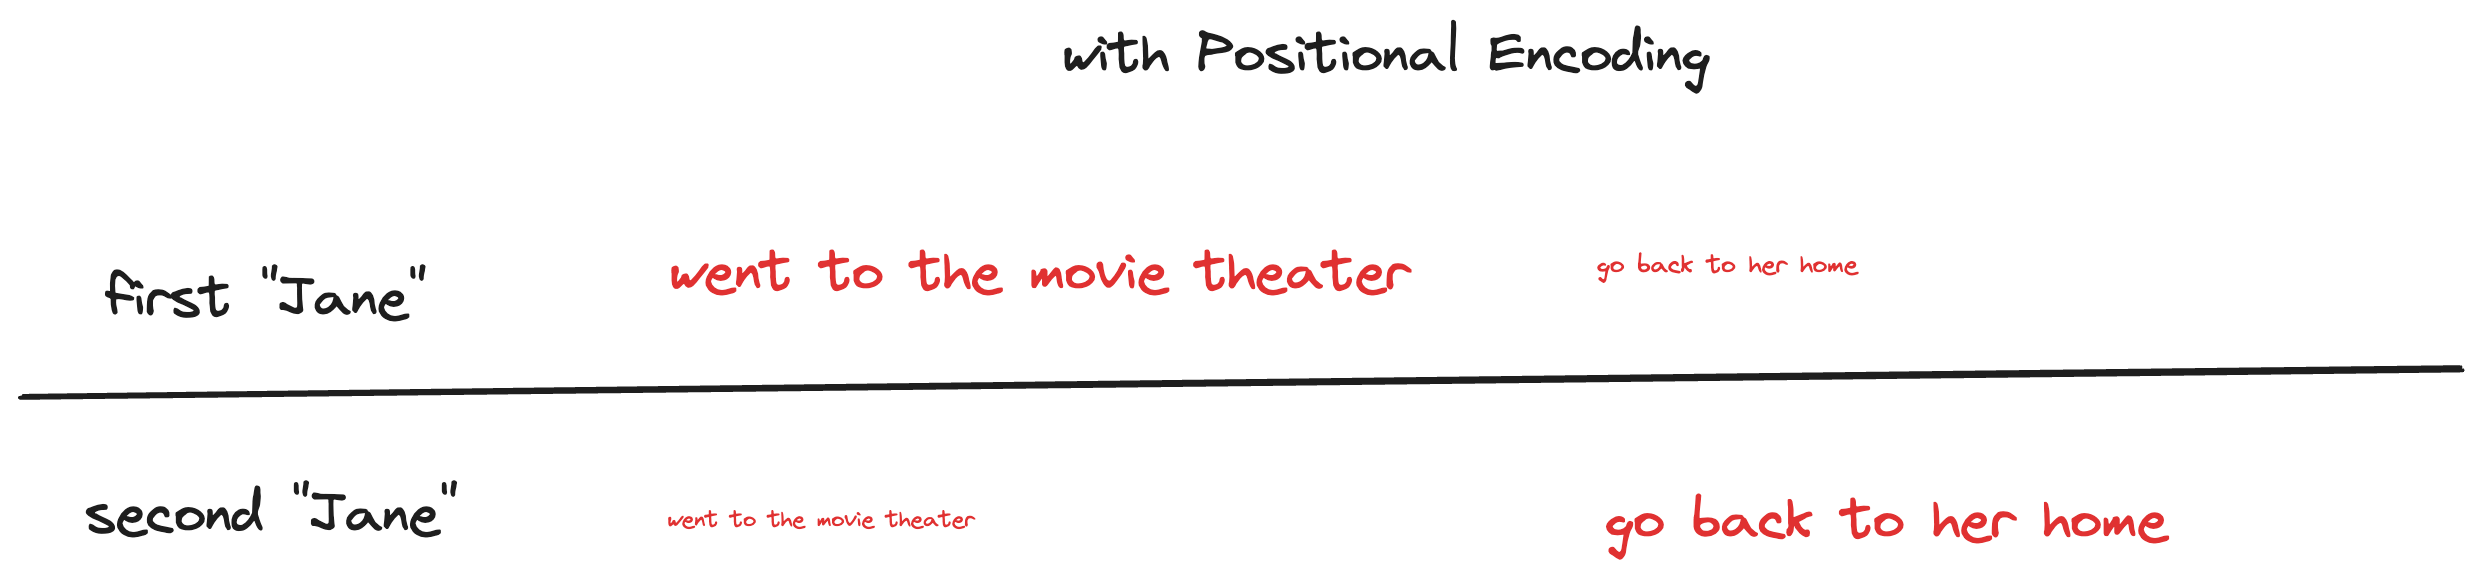 with Positional Encoding
first "Jane" went to the movie theater go back to her home
second "Jane" went to the movie theater go back to her home